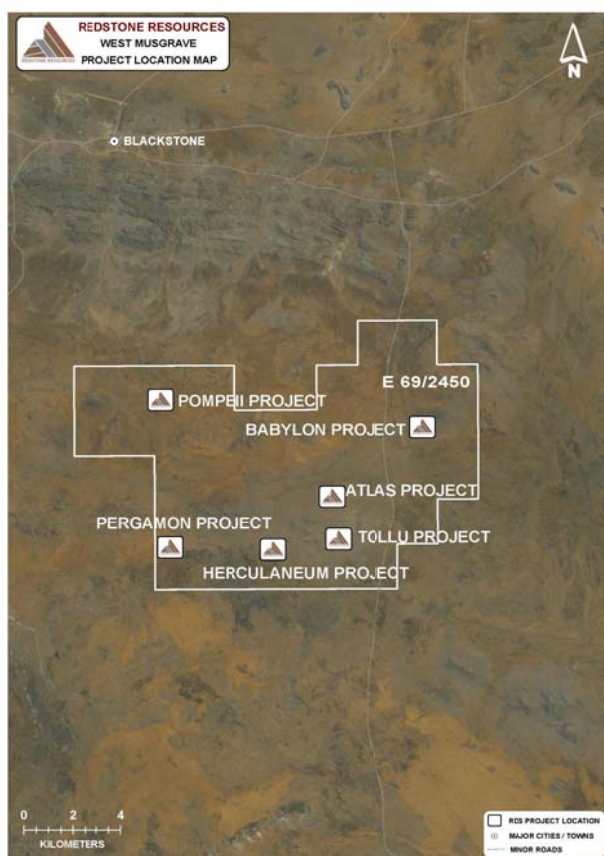 REDSTONE RESOURCES
WEST MUSGRAVE
PROJECT LOCATION MAP
REDSTONE RESOURCES
N
BLACKSTONE
E 69/2450
POMPEII PROJECT
BABYLON PROJECT
ATLAS PROJECT
PERGAMON PROJECT
TOLLU PROJECT
HERCULANEUM PROJECT
0 2 4
KILOMETERS
RDS PROJECT LOCATION
MAJOR CITIES / TOWNS
MINOR ROADS